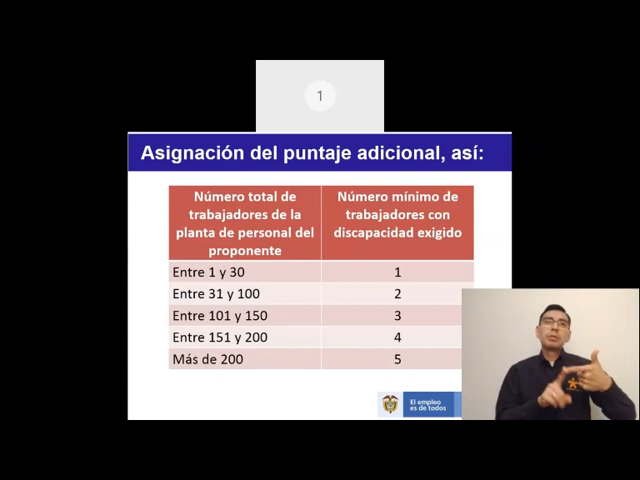 1
Asignación del puntaje adicional, así:
Número total de
trabajadores de la
planta de personal del
proponente
Número mínimo de
trabajadores con
discapacidad exigido
Entre 1 y 30
1
Entre 31 y 100
2
Entre 101 y 150
3
Entre 151 y 200
4
Más de 200
5
El empleo
es de todos